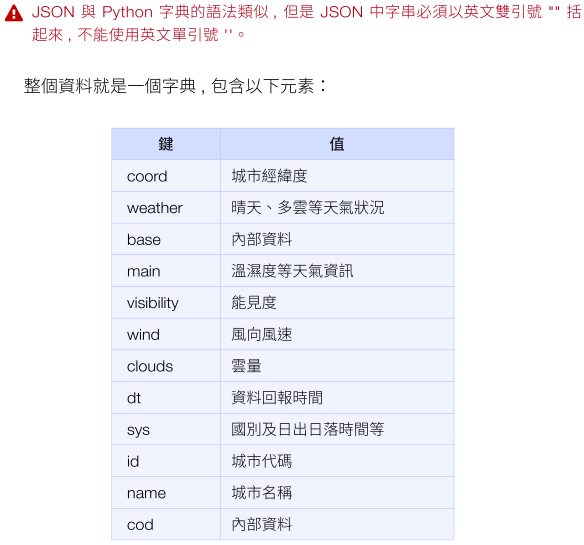 JSON 與 Python 字典的語法類似 , 但是 JSON 中字串必須以英文雙引號 "" 括
起來 , 不能使用英文單引號 ''。
整個資料就是一個字典 , 包含以下元素：
鍵 值
coord 城市經緯度
weather 晴天、多雲等天氣狀況
base 內部資料
main 溫濕度等天氣資訊
visibility 能見度
wind 風向風速
clouds 雲量
dt 資料回報時間
sys 國別及日出日落時間等
id 城市代碼
name 城市名稱
cod 內部資料